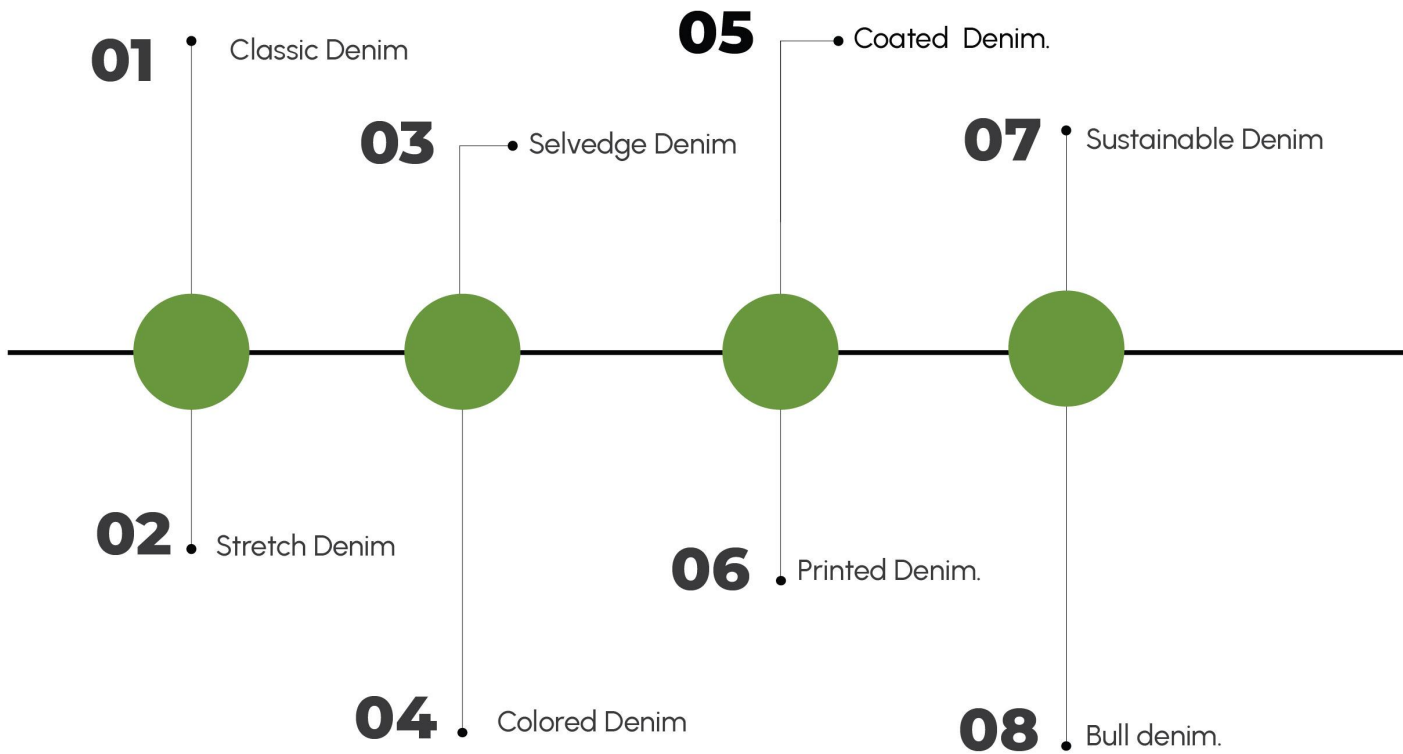 01
Classic Denim
02
Stretch Denim
03
Selvedge Denim
04
Colored Denim
05
Coated  Denim.
06
Printed Denim.
07
Sustainable Denim
08
Bull denim.